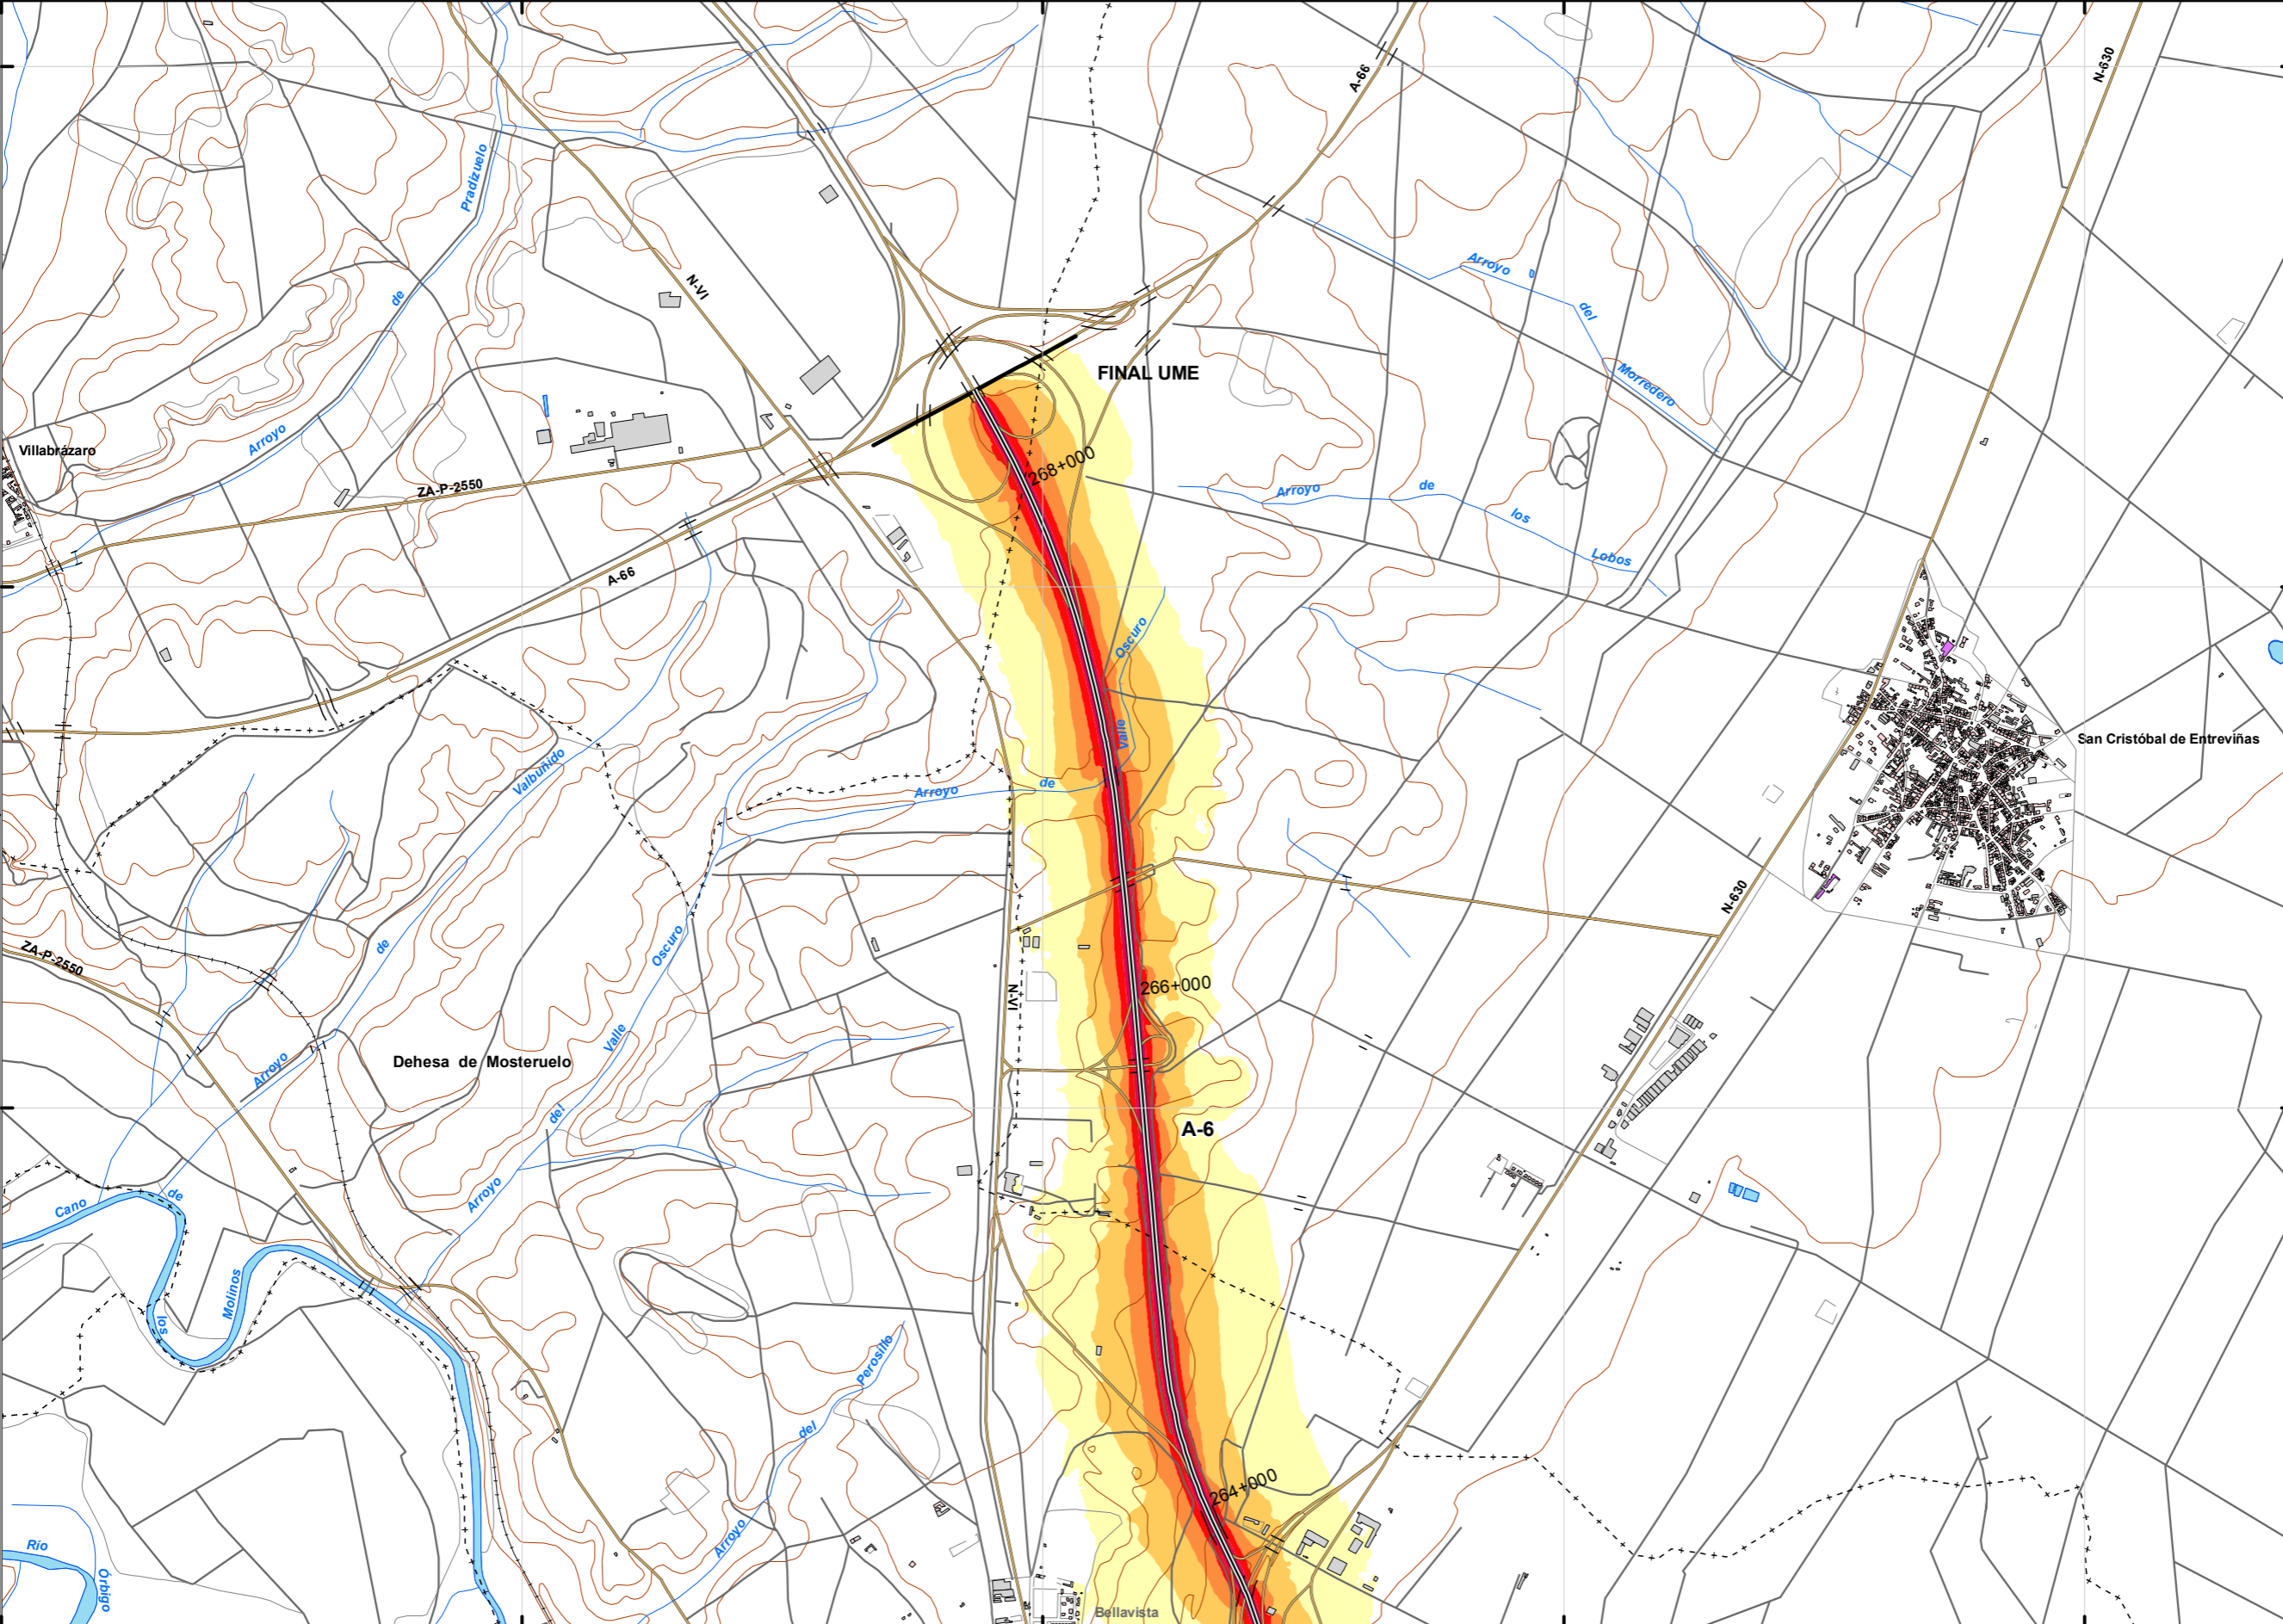 A-66
N-630
Pradizuelo
de
Arroyo
N-VI
Arroyo
del
Morredero
FINAL UME
Villabrázaro
ZA-P-2550
268+000
Arroyo
de
los
Lobos
A-66
Oscuro
Valle
de
Arroyo
San Cristóbal de Entreviñas
Valbuñido
de
Arroyo
N-630
ZA-P-2550
Oscuro
Valle
del
Arroyo
N-VI
266+000
Dehesa de Mosteruelo
A-6
Cano
de
los
Molinos
Perosillo
del
Arroyo
264+000
Río
Órbigo
Bellavista